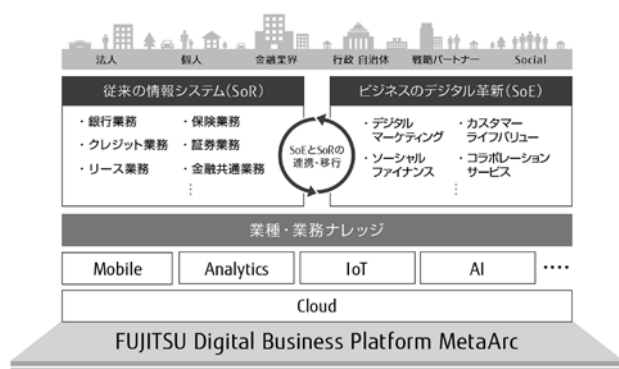 法人 個人 金融業界 行政 自治体 戦略パートナー Social
従来の情報システム(SoR)
・銀行業務 ・保険業務
・クレジット業務 ・証券業務
・リース業務 ・金融共通業務
⋮
SoEとSoRの
連携・移行
ビジネスのデジタル革新(SoE)
・デジタル
マーケティング
・カスタマー
ライフバリュー
・ソーシャル
ファイナンス
・コラボレーション
サービス
⋮
業種・業務ナレッジ
Mobile Analytics IoT AI ････
Cloud
FUJITSU Digital Business Platform MetaArc